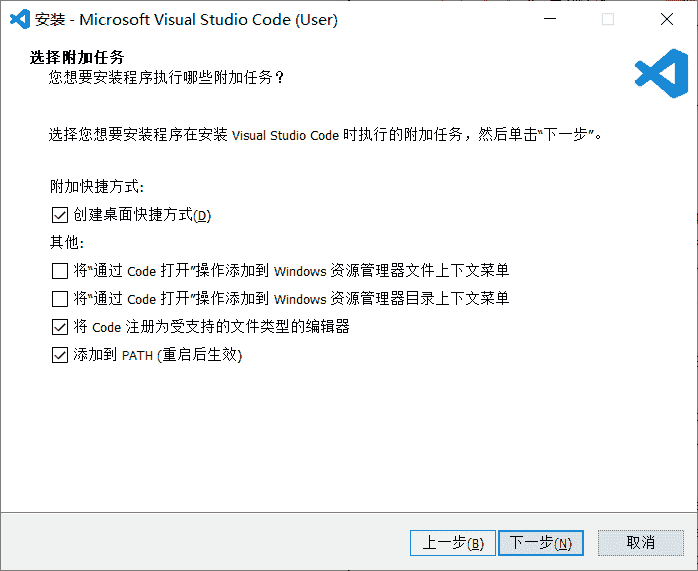 安装 - Microsoft Visual Studio Code (User)
选择附加任务
您想要安装程序执行哪些附加任务？
选择您想要安装程序在安装 Visual Studio Code 时执行的附加任务，然后单击“下一步”。
附加快捷方式:
创建桌面快捷方式(D)
其他:
将“通过 Code 打开”操作添加到 Windows 资源管理器文件上下文菜单
将“通过 Code 打开”操作添加到 Windows 资源管理器目录上下文菜单
将 Code 注册为受支持的文件类型的编辑器
添加到 PATH (重启后生效)
上一步(B) 下一步(N) 取消